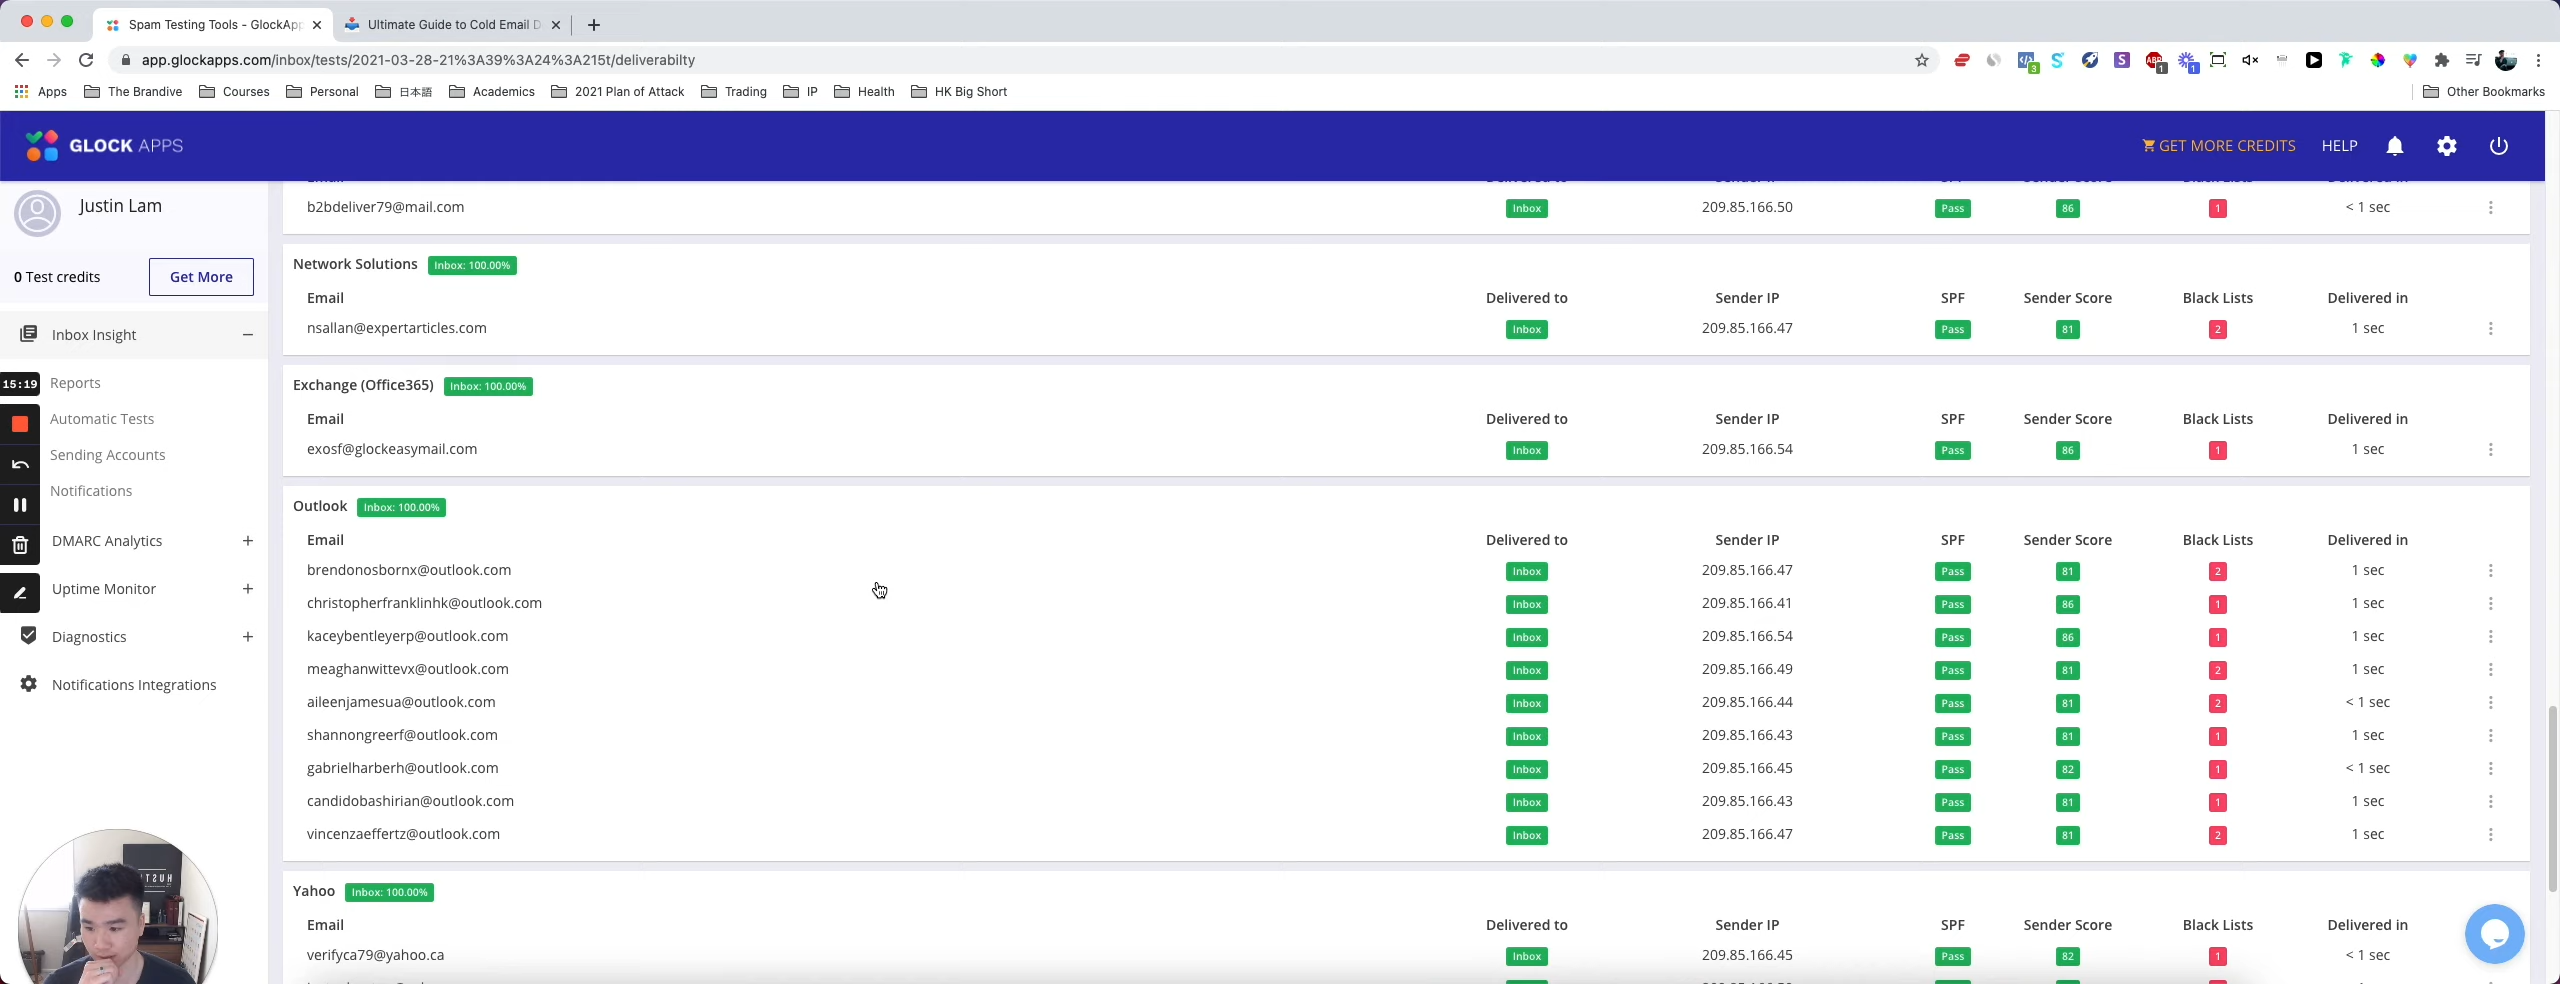 Spam Testing Tools - GlockApp
Ultimate Guide to Cold Email D
app.glockapps.com/inbox/tests/2021-03-28-21%3A39%3A24%3A215t/deliverabilty
3
1
1
Apps The Brandive Courses Personal 日本語 Academics 2021 Plan of Attack Trading IP Health HK Big Short Other Bookmarks
GLOCK APPS GET MORE CREDITS HELP
Justin Lam
0 Test credits Get More
Inbox Insight −
15:19 Reports
Automatic Tests
Sending Accounts
Notifications
DMARC Analytics +
Uptime Monitor +
Diagnostics +
Notifications Integrations
b2bdeliver79@mail.com Inbox 209.85.166.50 Pass 86 1 < 1 sec
Network Solutions Inbox: 100.00%
Email Delivered to Sender IP SPF Sender Score Black Lists Delivered in
nsallan@expertarticles.com Inbox 209.85.166.47 Pass 81 2 1 sec
Exchange (Office365) Inbox: 100.00%
Email Delivered to Sender IP SPF Sender Score Black Lists Delivered in
exosf@glockeasymail.com Inbox 209.85.166.54 Pass 86 1 1 sec
Outlook Inbox: 100.00%
Email Delivered to Sender IP SPF Sender Score Black Lists Delivered in
brendonosbornx@outlook.com Inbox 209.85.166.47 Pass 81 2 1 sec
christopherfranklinhk@outlook.com Inbox 209.85.166.41 Pass 86 1 1 sec
kaceybentleyerp@outlook.com Inbox 209.85.166.54 Pass 86 1 1 sec
meaghanwittevx@outlook.com Inbox 209.85.166.49 Pass 81 2 1 sec
aileenjamesua@outlook.com Inbox 209.85.166.44 Pass 81 2 < 1 sec
shannongreerf@outlook.com Inbox 209.85.166.43 Pass 81 1 1 sec
gabrielharberh@outlook.com Inbox 209.85.166.45 Pass 82 1 < 1 sec
candidobashirian@outlook.com Inbox 209.85.166.43 Pass 81 1 1 sec
vincenzaeffertz@outlook.com Inbox 209.85.166.47 Pass 81 2 1 sec
Yahoo Inbox: 100.00%
Email Delivered to Sender IP SPF Sender Score Black Lists Delivered in
verifyca79@yahoo.ca Inbox 209.85.166.45 Pass 82 1 < 1 sec